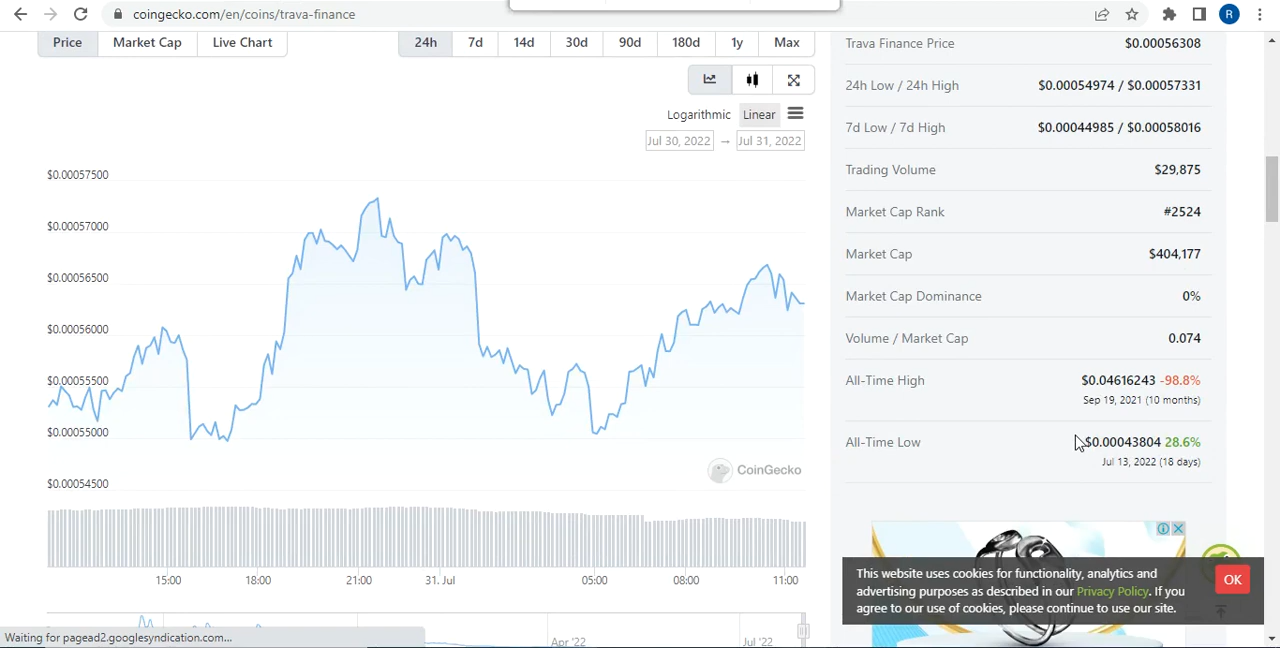 coingecko.com/en/coins/trava-finance
R
Price Market Cap Live Chart
24h 7d 14d 30d 90d 180d 1y Max
Logarithmic Linear
Jul 30, 2022 → Jul 31, 2022
$0.00057500
$0.00057000
$0.00056500
$0.00056000
$0.00055500
$0.00055000
$0.00054500
CoinGecko
15:00 18:00 21:00 31. Jul 05:00 08:00 11:00
Apr '22 Jul '22
Waiting for pagead2.googlesyndication.com...
Trava Finance Price $0.00056308
24h Low / 24h High $0.00054974 / $0.00057331
7d Low / 7d High $0.00044985 / $0.00058016
Trading Volume $29,875
Market Cap Rank #2524
Market Cap $404,177
Market Cap Dominance 0%
Volume / Market Cap 0.074
All-Time High $0.04616243 -98.8%
Sep 19, 2021 (10 months)
All-Time Low $0.00043804 28.6%
Jul 13, 2022 (18 days)
This website uses cookies for functionality, analytics and
advertising purposes as described in our Privacy Policy. If you
agree to our use of cookies, please continue to use our site.
OK